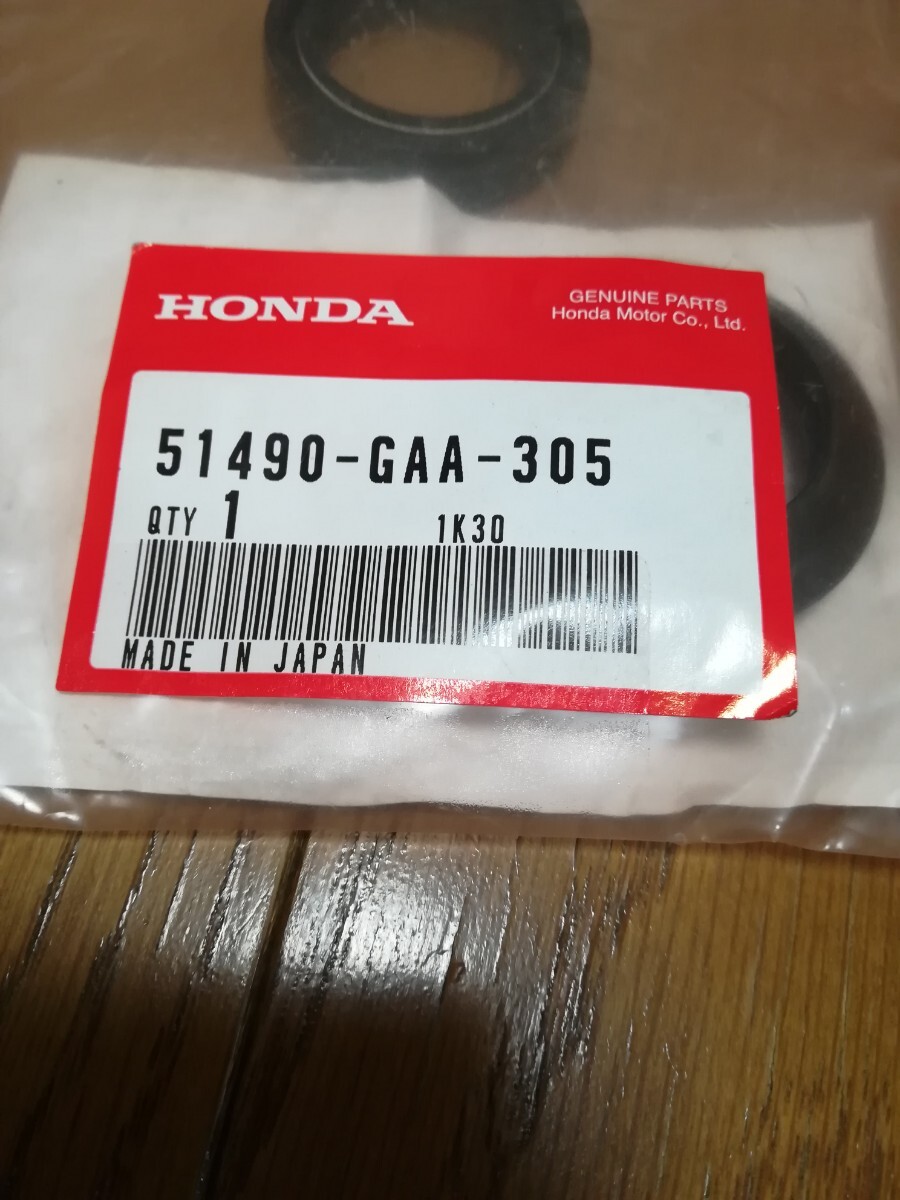 HONDA
GENUINE PARTS
Honda Motor Co., Ltd.
51490-GAA-305
QTY 1 1K30
MADE IN JAPAN